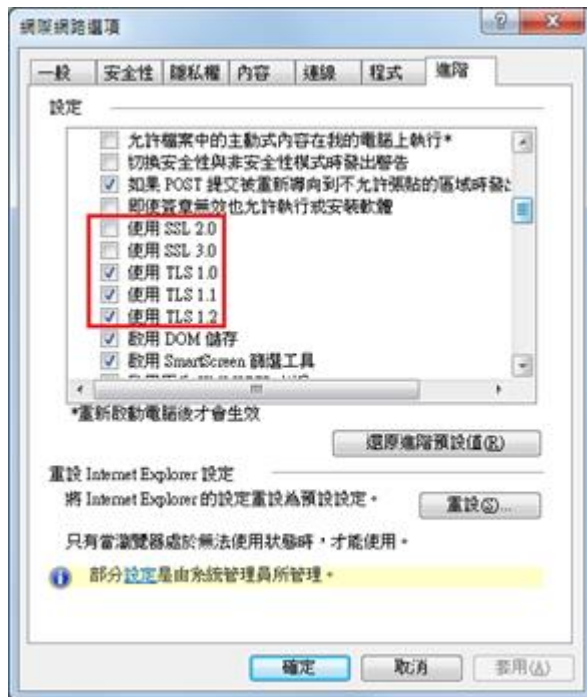 網際網路選項
一般 安全性 隱私權 內容 連線 程式 進階
設定
允許檔案中的主動式內容在我的電腦上執行*
切換安全性與非安全性模式時發出警告
如果 POST 提交被重新導向到不允許張貼的區域時發
即使簽章無效也允許執行或安裝軟體
使用 SSL 2.0
使用 SSL 3.0
使用 TLS 1.0
使用 TLS 1.1
使用 TLS 1.2
啟用 DOM 儲存
啟用 SmartScreen 篩選工具
*重新啟動電腦後才會生效
還原進階預設值(R)
重設 Internet Explorer 設定
將 Internet Explorer 的設定重設為預設設定。
重設(S)...
只有當瀏覽器處於無法使用狀態時，才能使用。
部分設定是由系統管理員所管理。
確定 取消 套用(A)